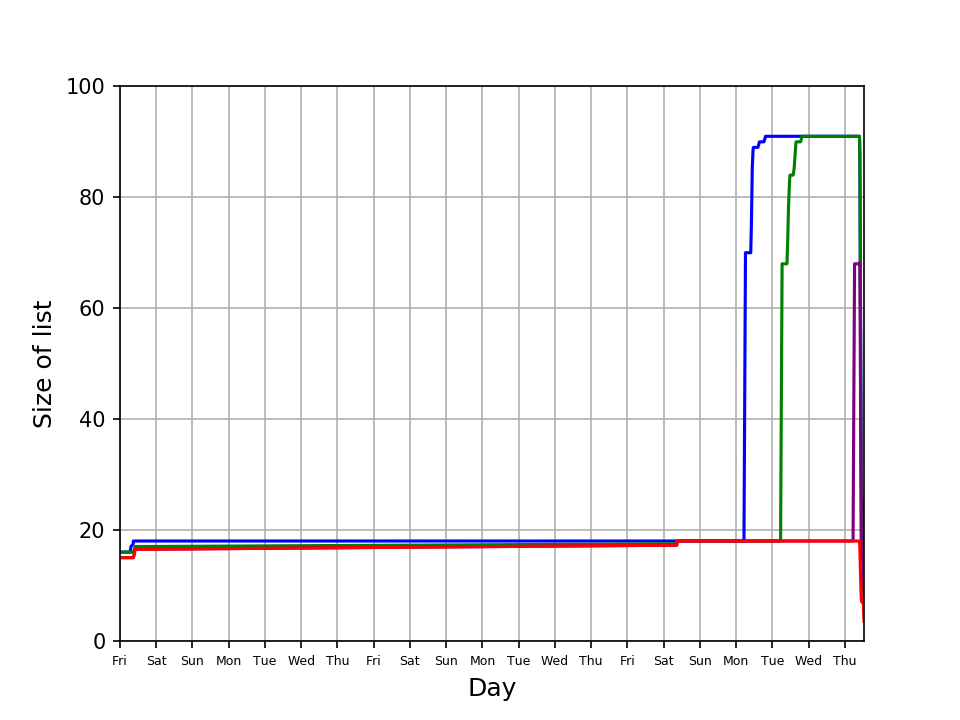 100
80
60
40
20
0
Size of list
Fri Sat Sun Mon Tue Wed Thu Fri Sat Sun Mon Tue Wed Thu Fri Sat Sun Mon Tue Wed Thu
Day